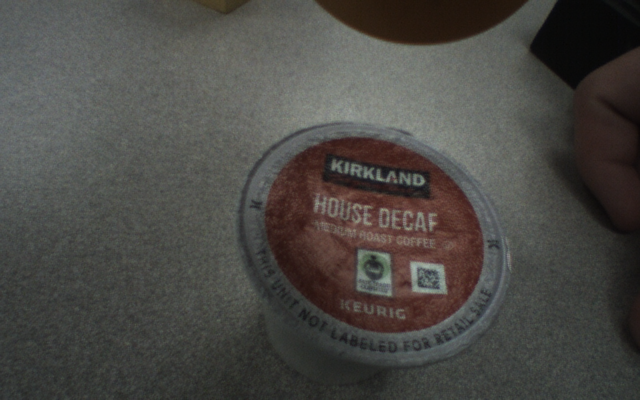 KIRKLAND
HOUSE DECAF
MEDIUM ROAST COFFEE
KEURIG
K
K
THIS UNIT NOT LABELED FOR RETAIL SALE